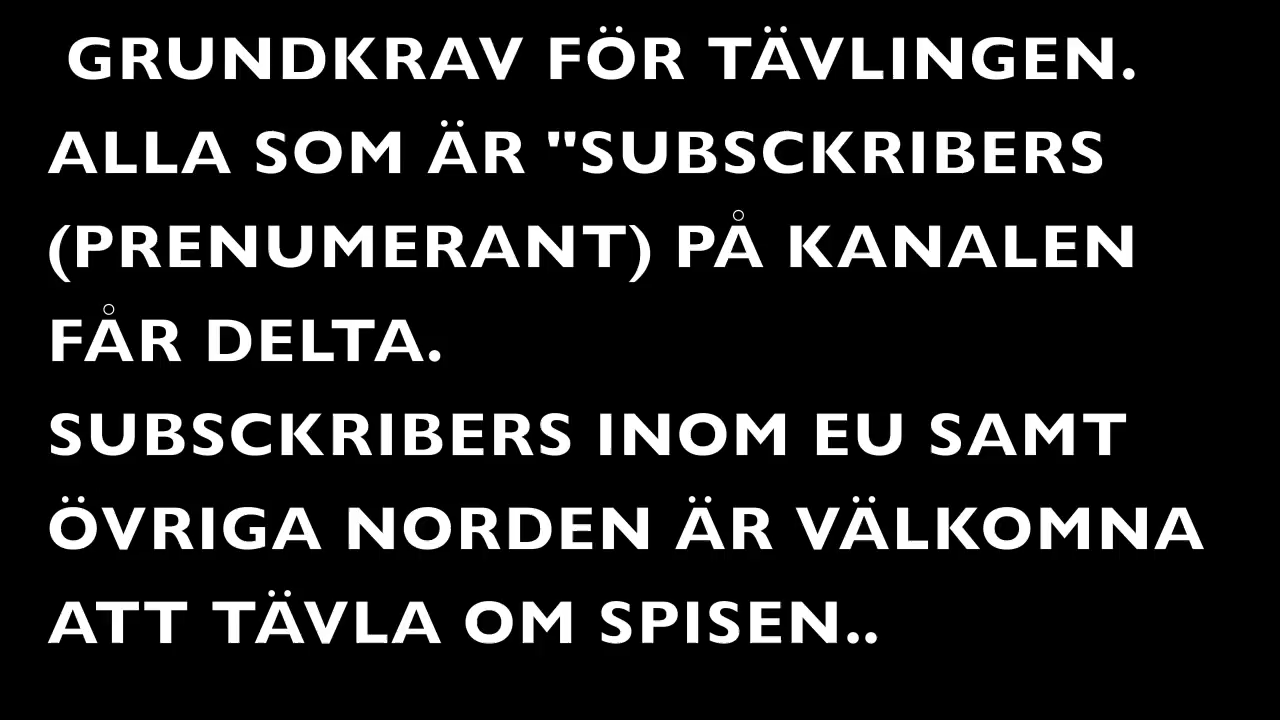 GRUNDKRAV FÖR TÄVLINGEN.
ALLA SOM ÄR "SUBSCKRIBERS
(PRENUMERANT) PÅ KANALEN
FÅR DELTA.
SUBSCKRIBERS INOM EU SAMT
ÖVRIGA NORDEN ÄR VÄLKOMNA
ATT TÄVLA OM SPISEN..